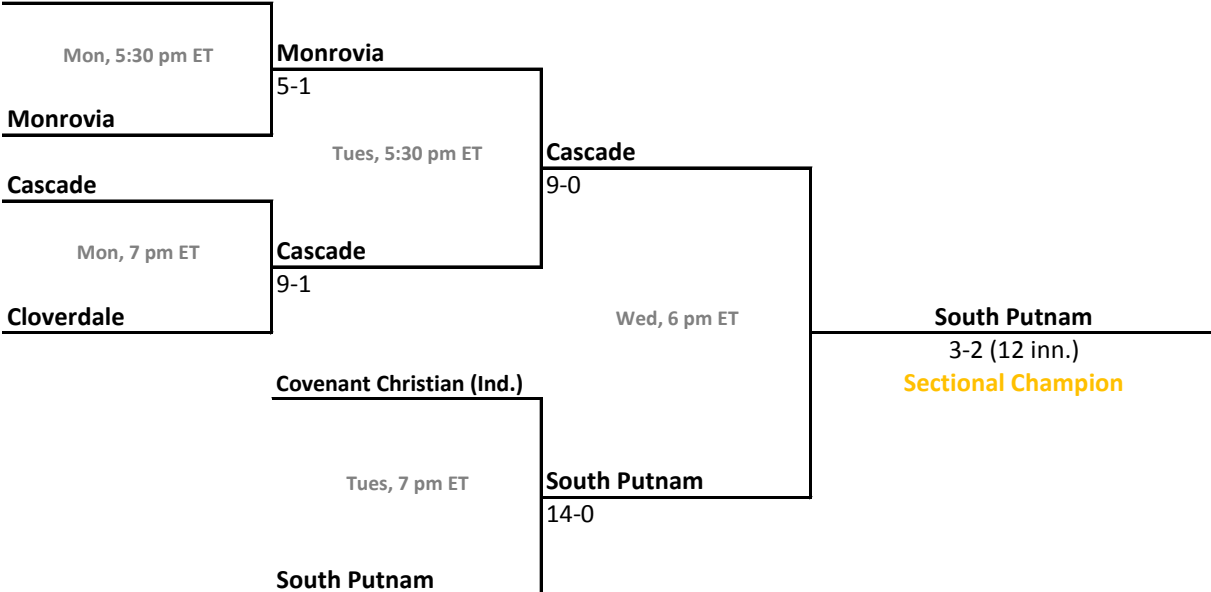 Mon, 5:30 pm ET
Monrovia
5-1
Monrovia
Tues, 5:30 pm ET
Cascade
9-0
Cascade
Mon, 7 pm ET
Cascade
9-1
Cloverdale
Wed, 6 pm ET
South Putnam
3-2 (12 inn.)
Sectional Champion
Covenant Christian (Ind.)
Tues, 7 pm ET
South Putnam
14-0
South Putnam